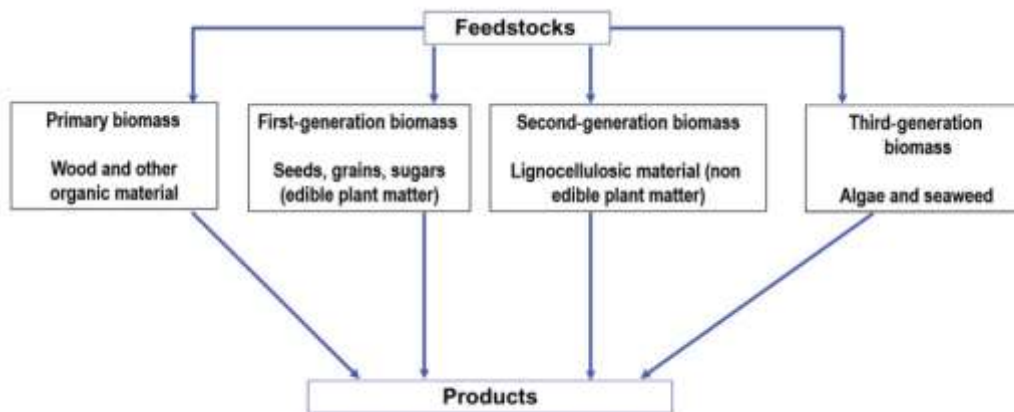 Feedstocks
Primary biomass
Wood and other
organic material
First-generation biomass
Seeds, grains, sugars
(edible plant matter)
Second-generation biomass
Lignocellulosic material (non
edible plant matter)
Third-generation
biomass
Algae and seaweed
Products